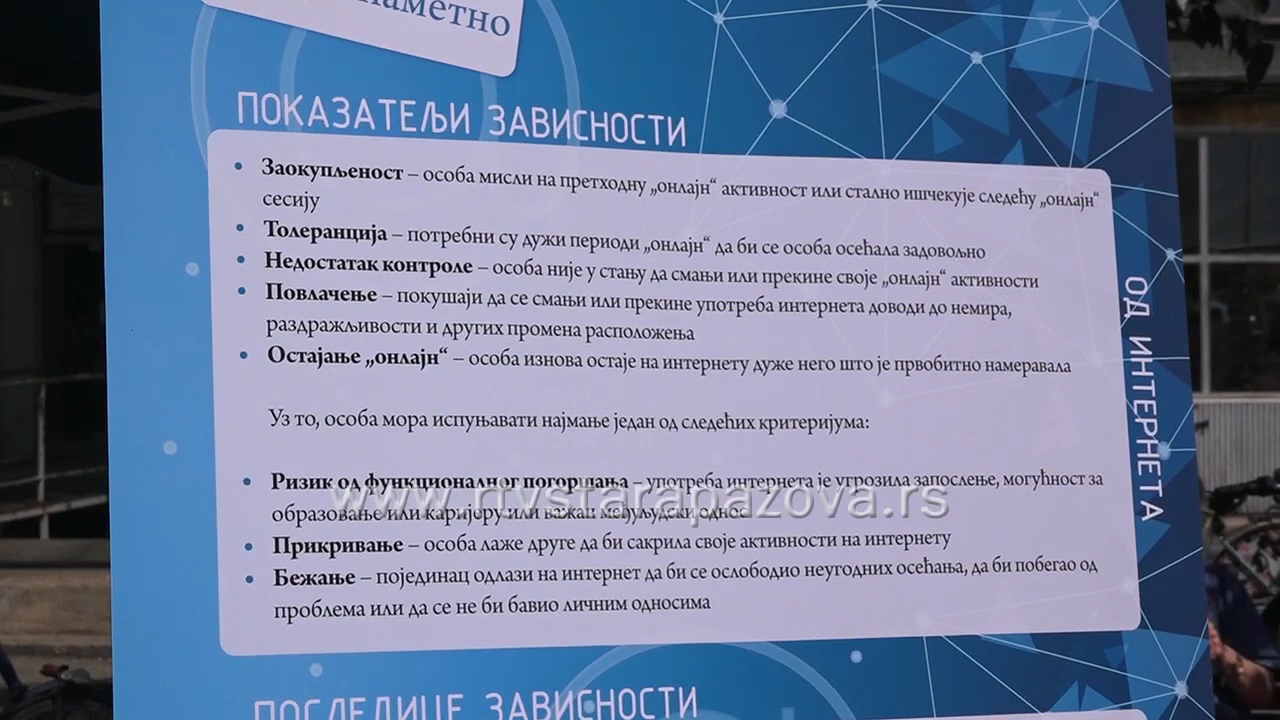 паметно
ПОКАЗАТЕЉИ ЗАВИСНОСТИ
• Заокупљеност – особа мисли на претходну „онлајн“ активност или стално ишчекује следећу „онлајн“
сесију
• Толеранција – потребни су дужи периоди „онлајн“ да би се особа осећала задовољно
• Недостатак контроле – особа није у стању да смањи или прекине своје „онлајн“ активности
• Повлачење – покушаји да се смањи или прекине употреба интернета доводи до немира,
раздражљивости и других промена расположења
• Остајање „онлајн“ – особа изнова остаје на интернету дуже него што је првобитно намеравала
Уз то, особа мора испуњавати најмање један од следећих критеријума:
• Ризик од функционалног погоршања – употреба интернета је угрозила запослење, могућност за
образовање или каријеру или важан међуљудски однос
• Прикривање – особа лаже друге да би сакрила своје активности на интернету
• Бежање – појединац одлази на интернет да би се ослободио неугодних осећања, да би побегао од
проблема или да се не би бавио личним односима
ОД ИНТЕРНЕТА
ПОСЛЕДИЦЕ ЗАВИСНОСТИ
www.rtvstarapazova.rs